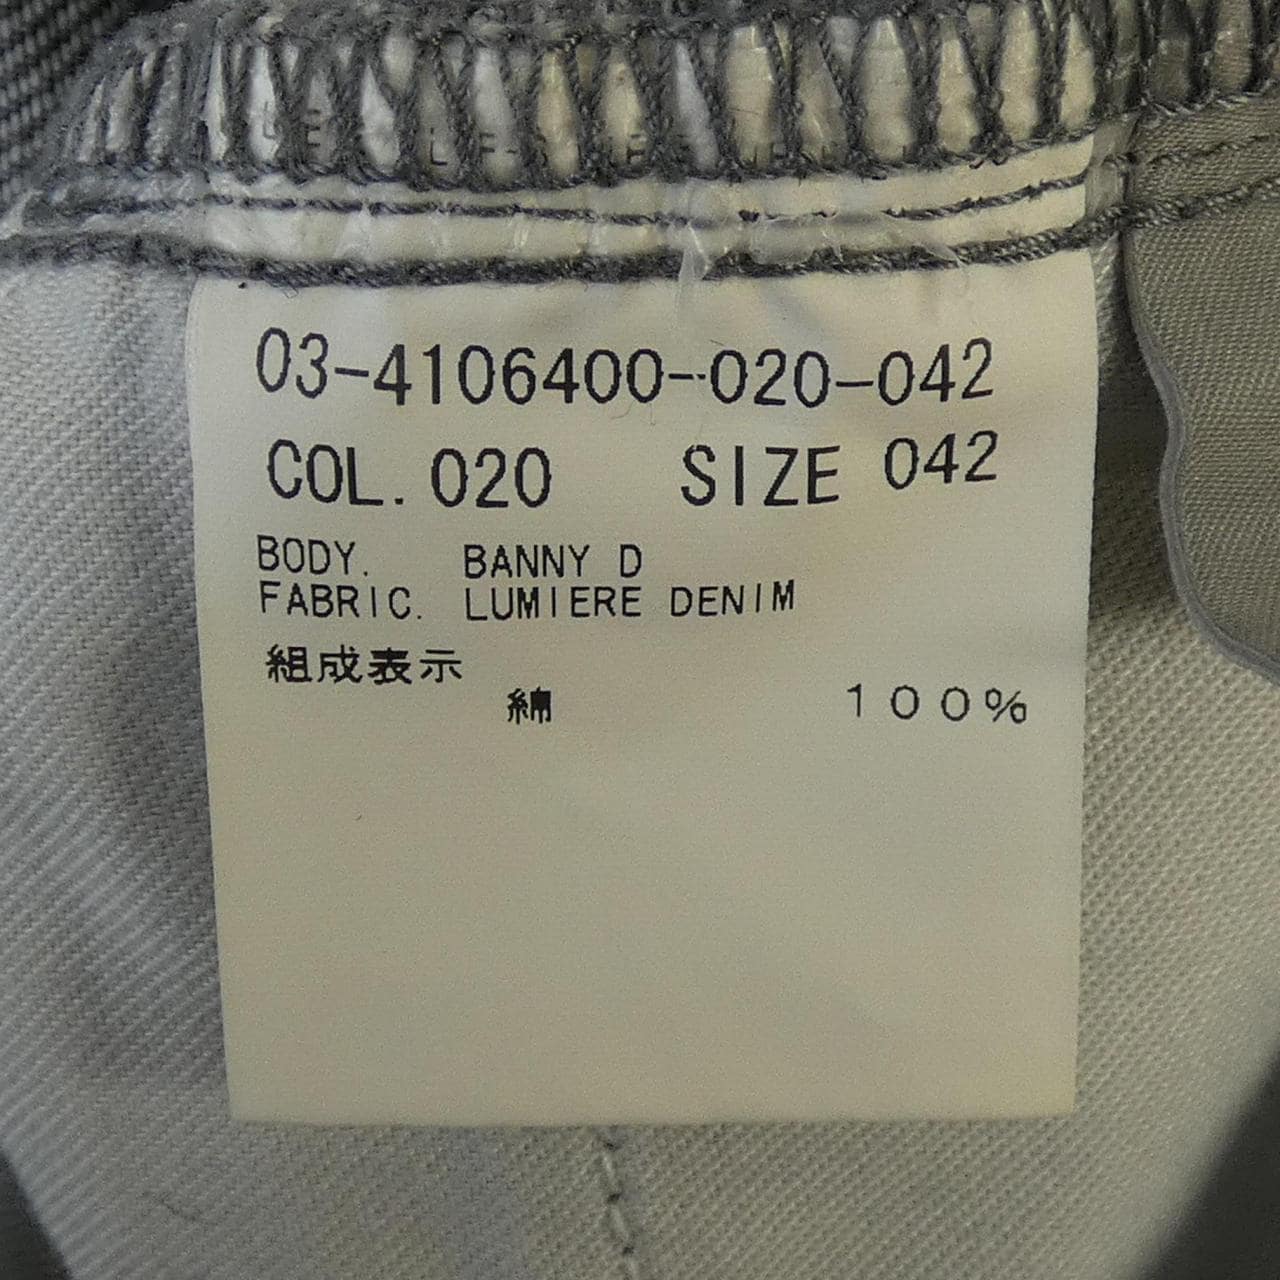 03-4106400-020-042
COL. 020 SIZE 042
BODY. BANNY D
FABRIC. LUMIERE DENIM
組成表示
綿 100%